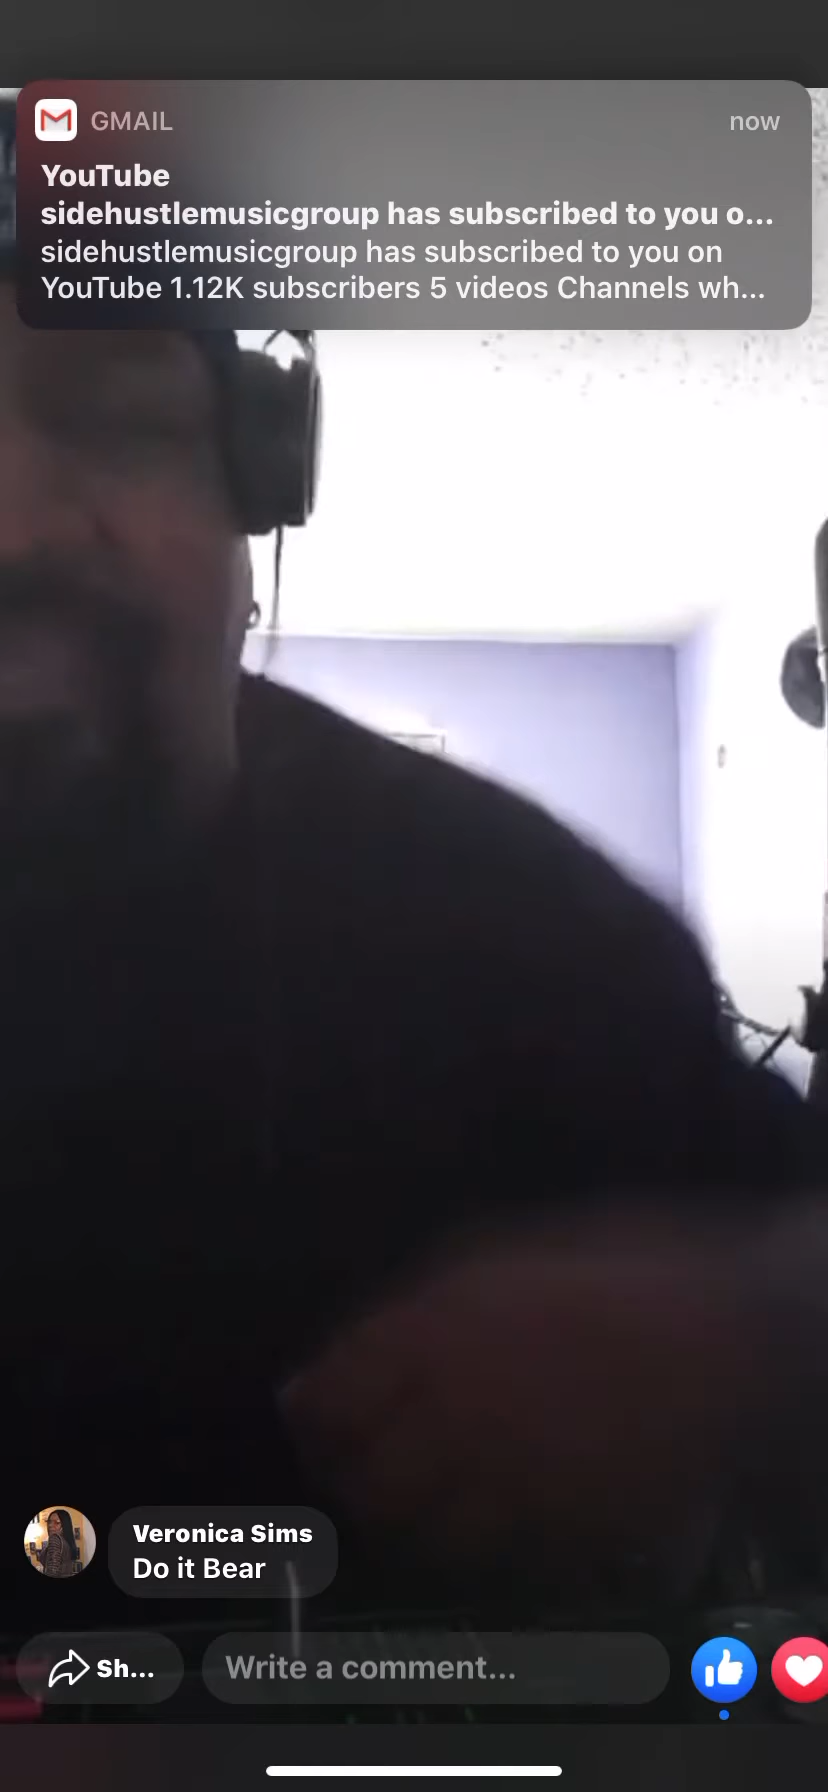 GMAIL now
YouTube
sidehustlemusicgroup has subscribed to you o...
sidehustlemusicgroup has subscribed to you on
YouTube 1.12K subscribers 5 videos Channels wh...
Veronica Sims
Do it Bear
Sh...
Write a comment...